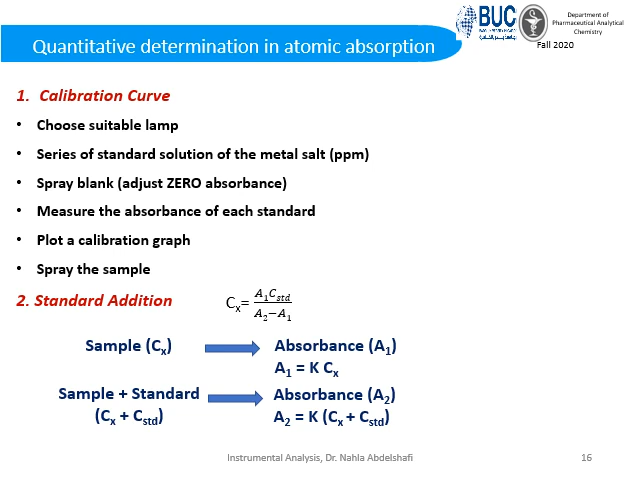 BUC
Department of
Pharmaceutical Analytical
Chemistry
Fall 2020
Quantitative determination in atomic absorption
1. Calibration Curve
• Choose suitable lamp
• Series of standard solution of the metal salt (ppm)
• Spray blank (adjust ZERO absorbance)
• Measure the absorbance of each standard
• Plot a calibration graph
• Spray the sample
2. Standard Addition
Cₓ= A₁C_std / A₂−A₁
Sample (Cₓ) Absorbance (A₁)
A₁ = K Cₓ
Sample + Standard Absorbance (A₂)
(Cₓ + C_std) A₂ = K (Cₓ + C_std)
Instrumental Analysis, Dr. Nahla Abdelshafi 16